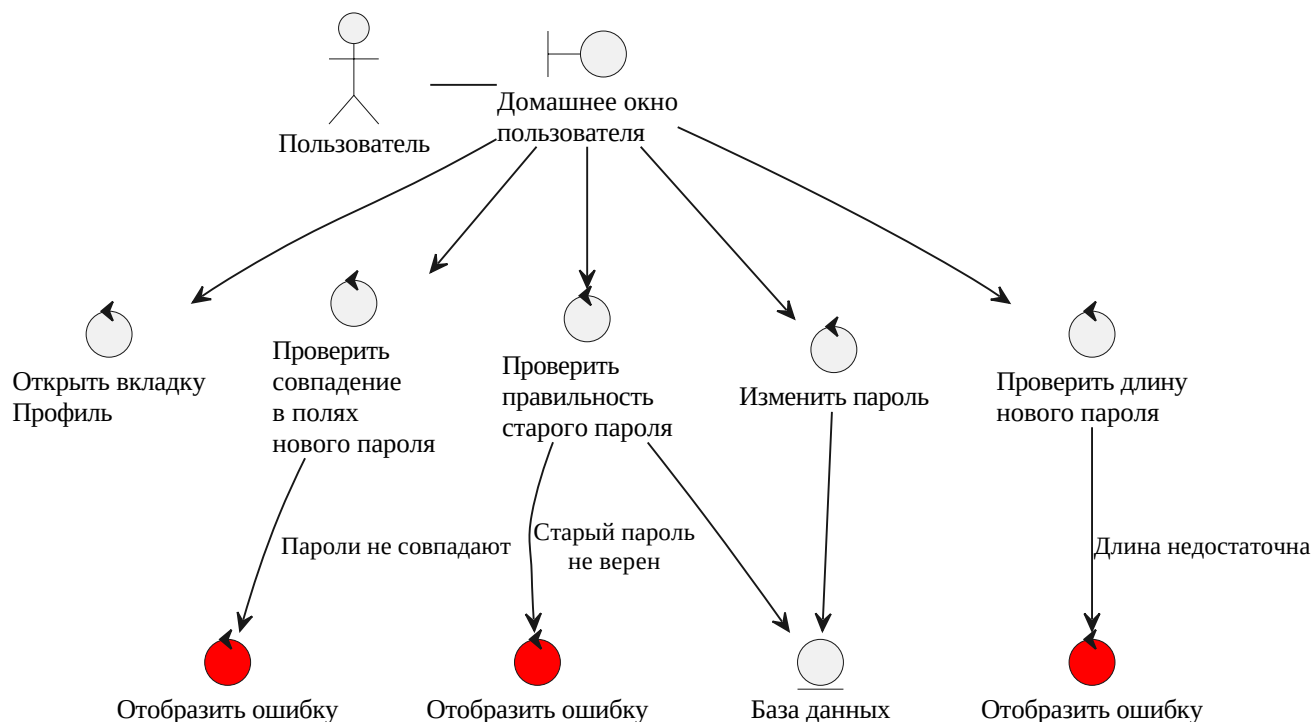 Пользователь
Домашнее окно
пользователя
Открыть вкладку
Профиль
Проверить
совпадение
в полях
нового пароля
Проверить
правильность
старого пароля
Изменить пароль
Проверить длину
нового пароля
Пароли не совпадают
Старый пароль
не верен
Длина недостаточна
Отобразить ошибку
Отобразить ошибку
База данных
Отобразить ошибку